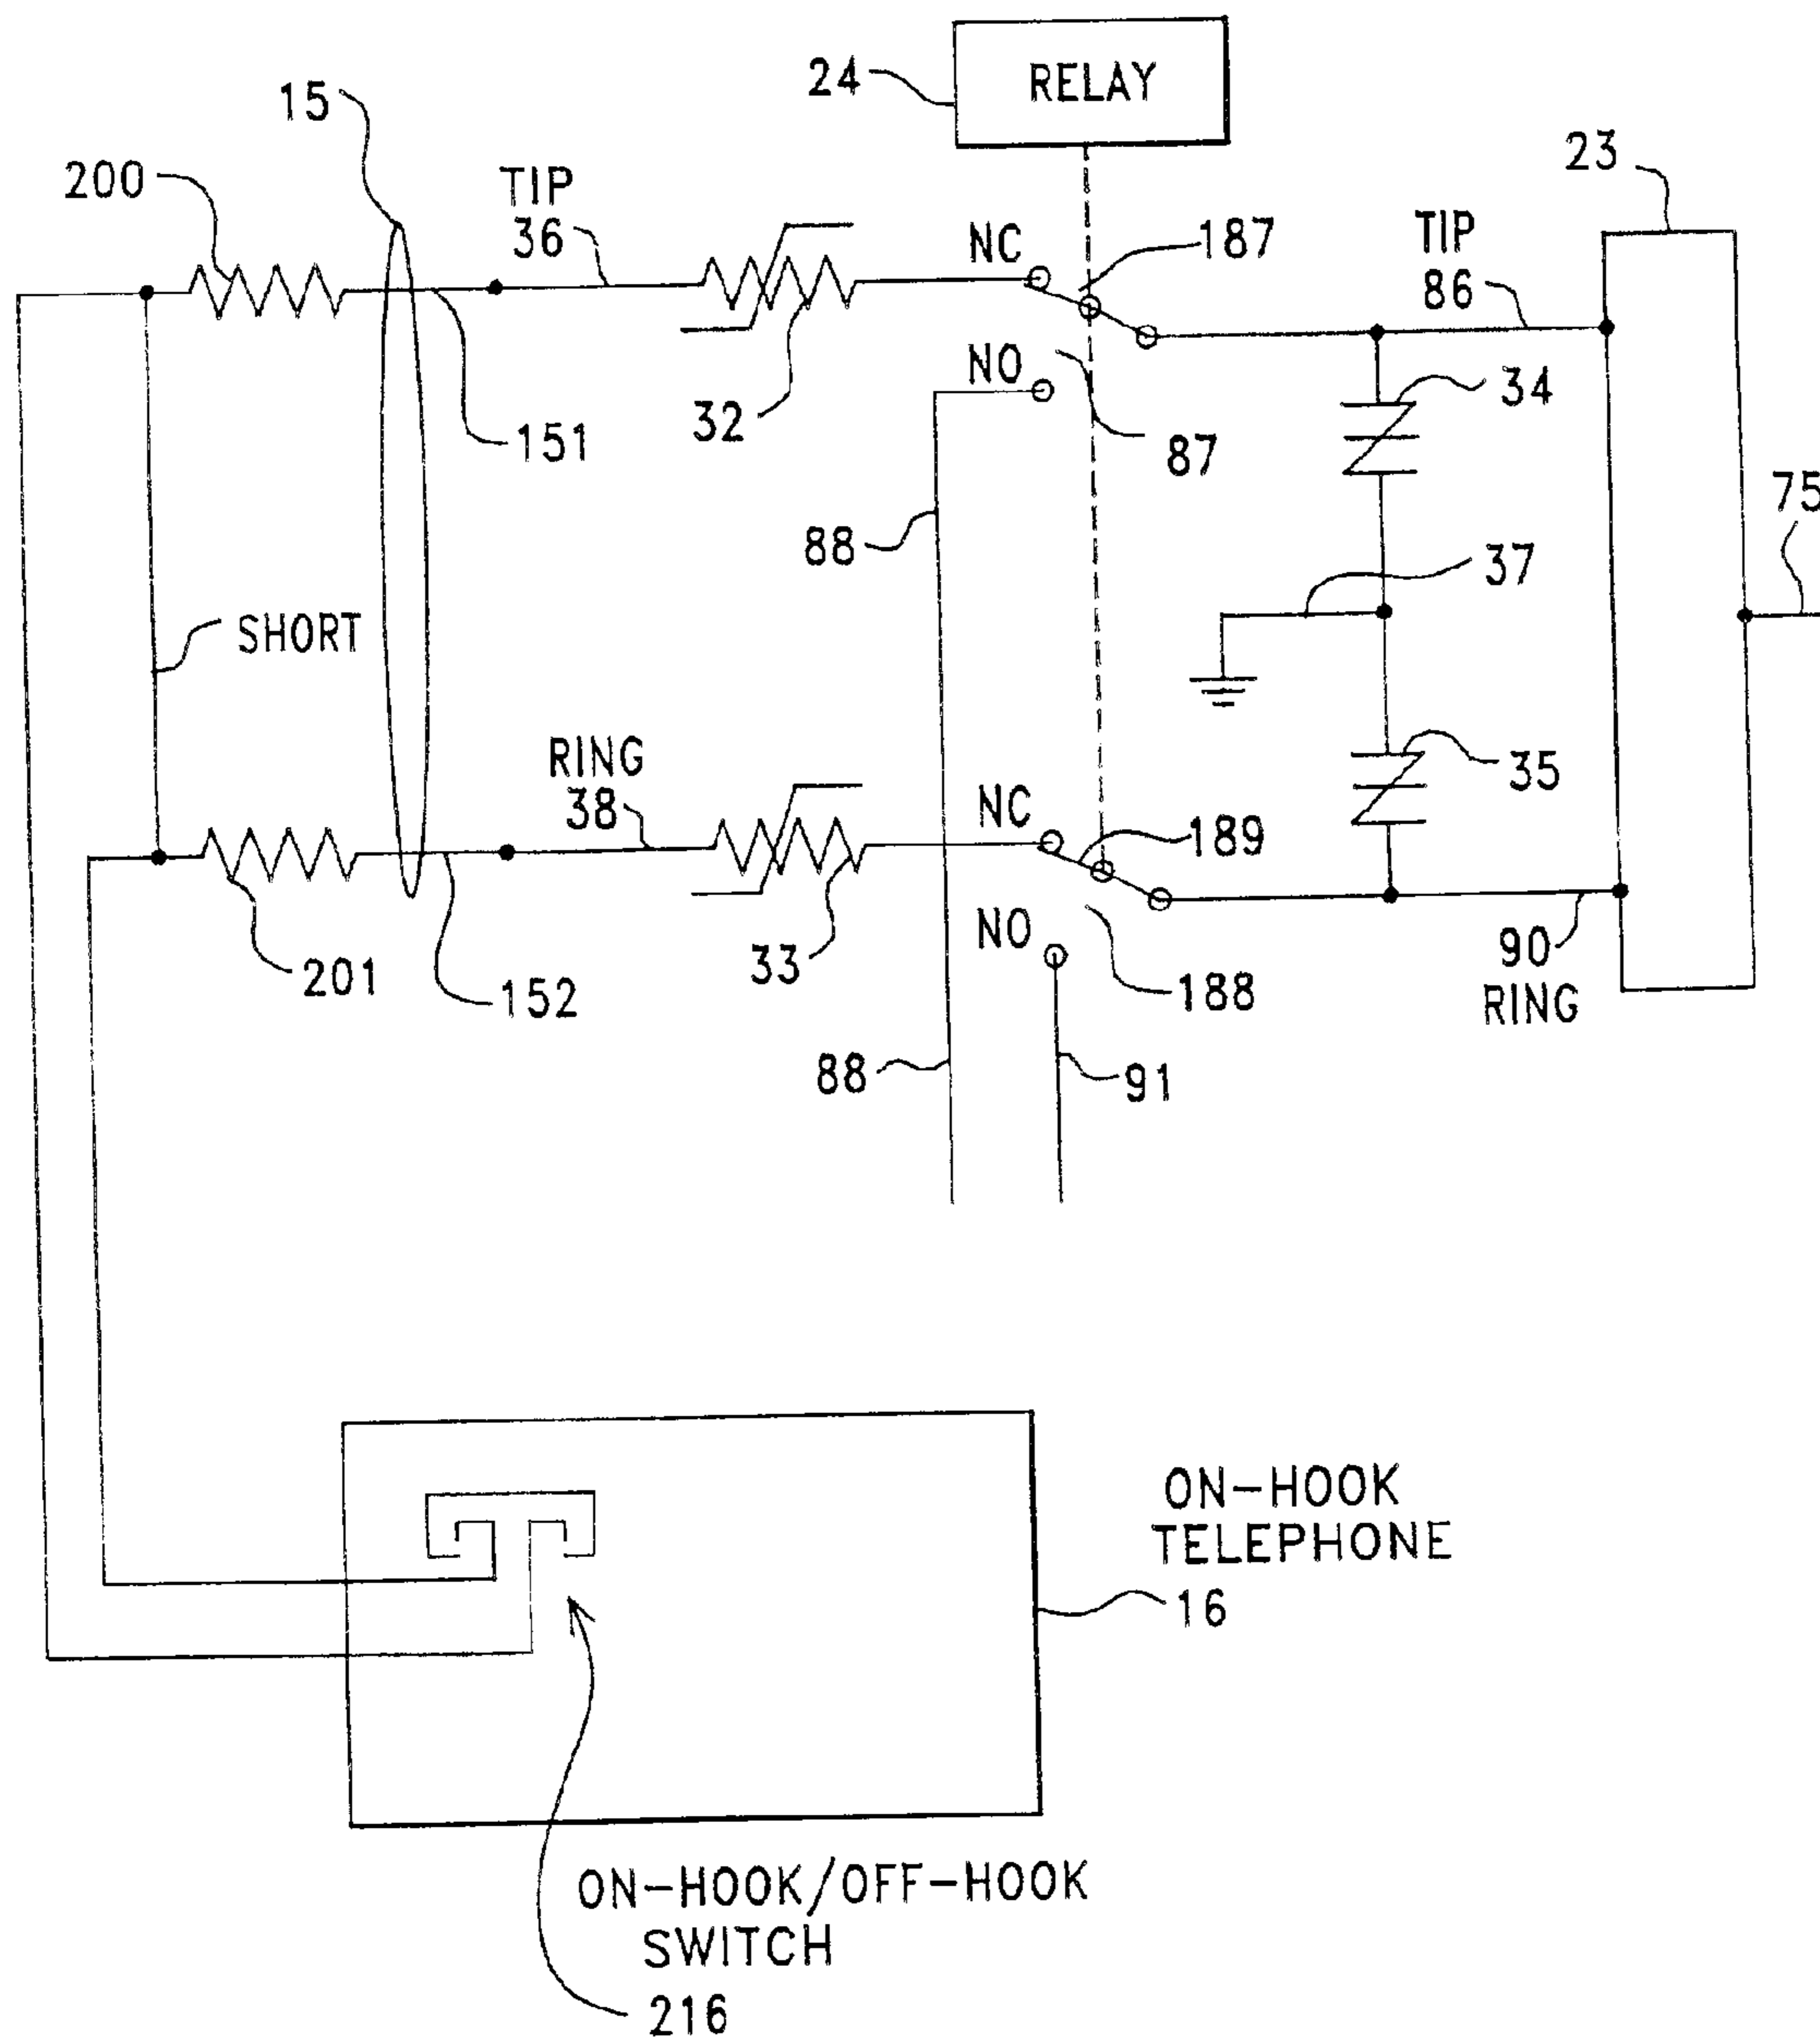 RELAY
24
15
23
200
TIP
36
NC
187
TIP
86
NO
34
32
151
87
75
88
37
SHORT
RING
38
NC
189
35
NO
33
90
RING
201
152
188
88
91
ON-HOOK
TELEPHONE
16
ON-HOOK/OFF-HOOK
SWITCH
216